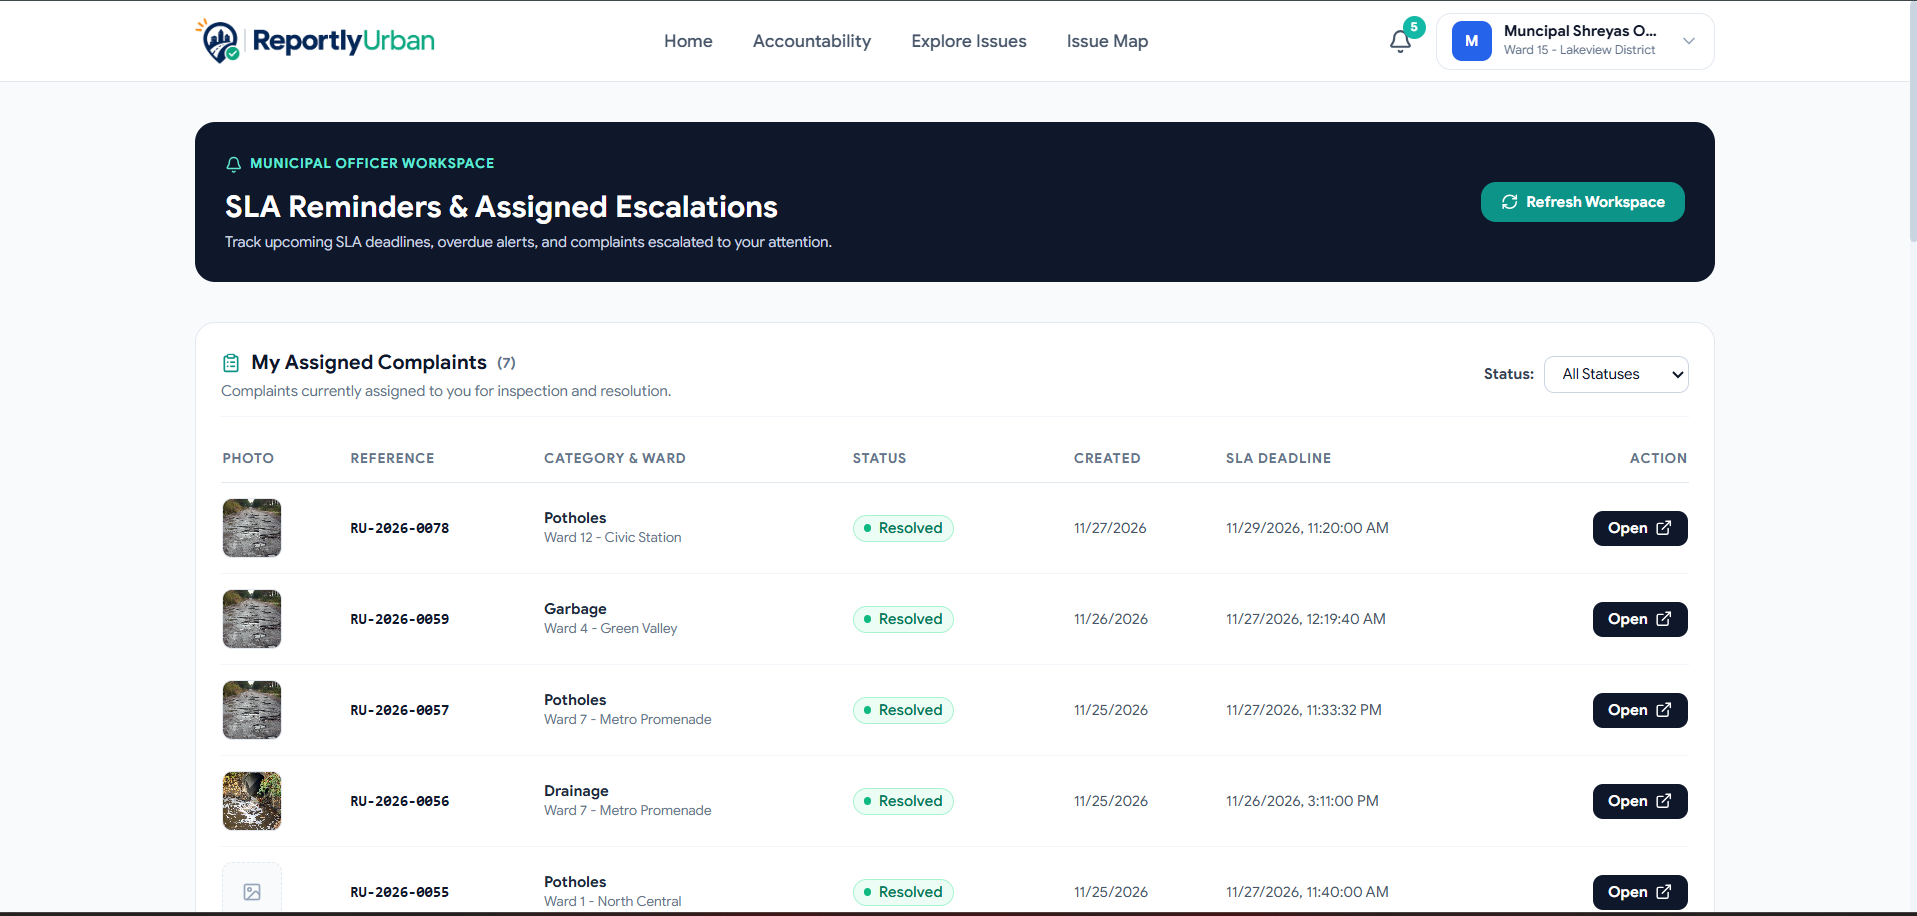 ReportlyUrban
Home
Accountability
Explore Issues
Issue Map
5
M
Muncipal Shreyas O...
Ward 15 - Lakeview District
MUNICIPAL OFFICER WORKSPACE
SLA Reminders & Assigned Escalations
Track upcoming SLA deadlines, overdue alerts, and complaints escalated to your attention.
Refresh Workspace
My Assigned Complaints (7)
Complaints currently assigned to you for inspection and resolution.
Status: All Statuses
PHOTO REFERENCE CATEGORY & WARD STATUS CREATED SLA DEADLINE ACTION
RU-2026-0078
Potholes
Ward 12 - Civic Station
Resolved
11/27/2026
11/29/2026, 11:20:00 AM
Open
RU-2026-0059
Garbage
Ward 4 - Green Valley
Resolved
11/26/2026
11/27/2026, 12:19:40 AM
Open
RU-2026-0057
Potholes
Ward 7 - Metro Promenade
Resolved
11/25/2026
11/27/2026, 11:33:32 PM
Open
RU-2026-0056
Drainage
Ward 7 - Metro Promenade
Resolved
11/25/2026
11/26/2026, 3:11:00 PM
Open
RU-2026-0055
Potholes
Ward 1 - North Central
Resolved
11/25/2026
11/27/2026, 11:40:00 AM
Open